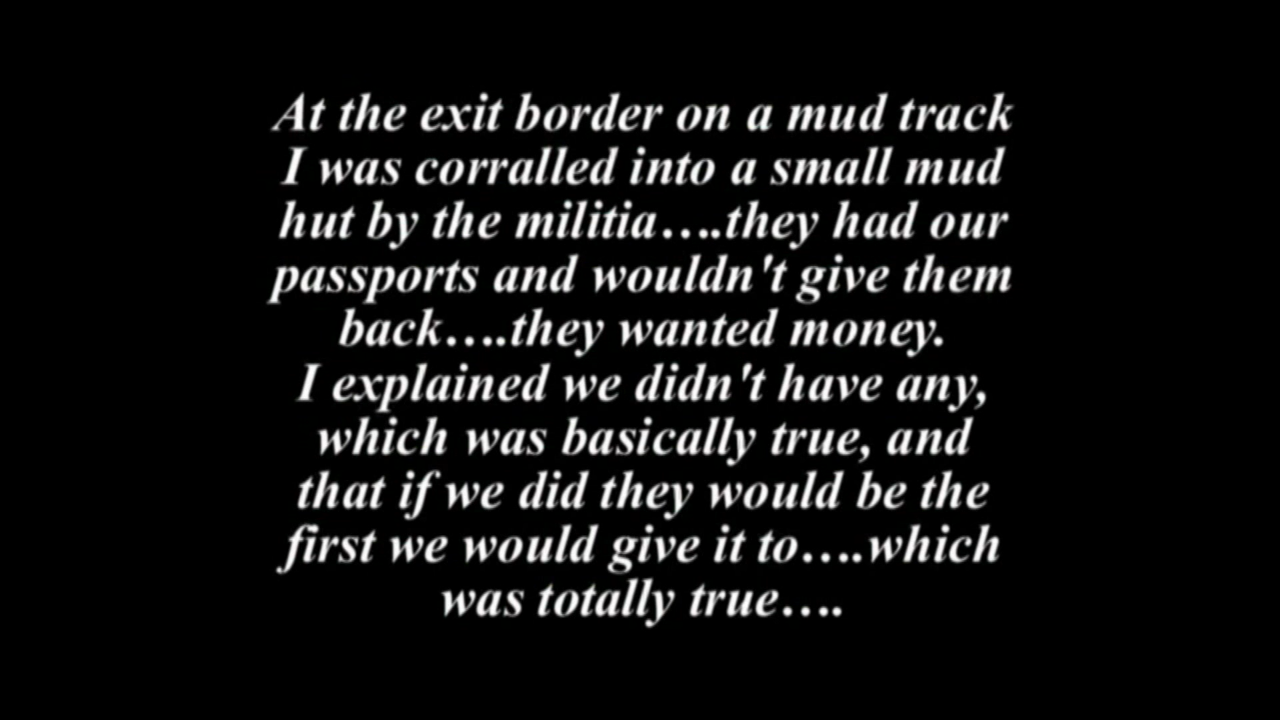 At the exit border on a mud track
I was corralled into a small mud
hut by the militia….they had our
passports and wouldn't give them
back….they wanted money.
I explained we didn't have any,
which was basically true, and
that if we did they would be the
first we would give it to….which
was totally true….